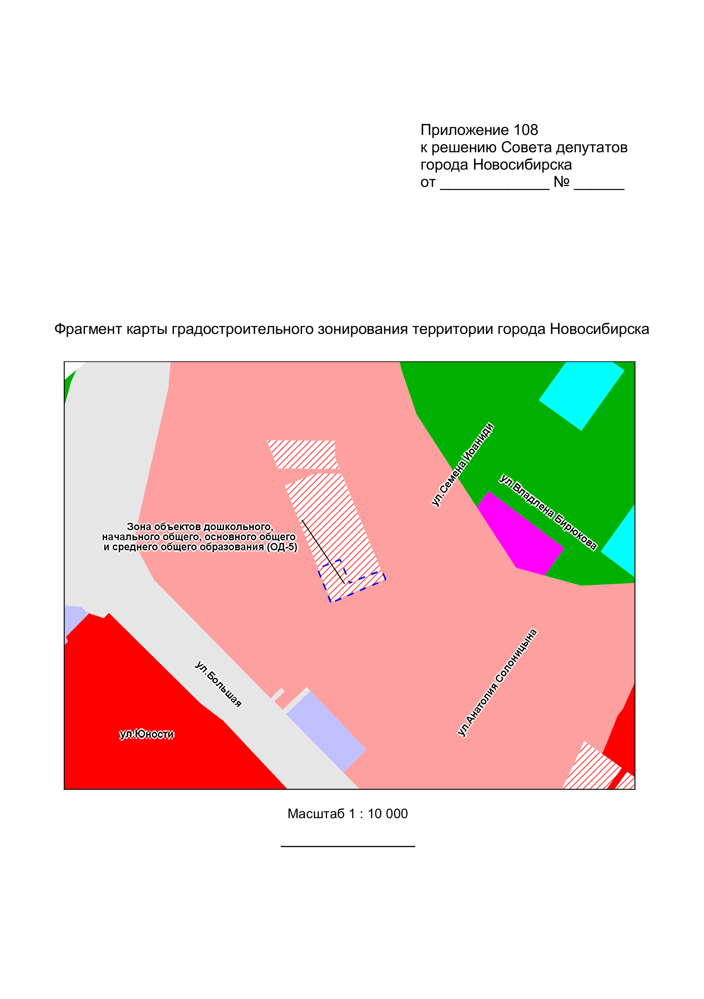 Приложение 108
к решению Совета депутатов
города Новосибирска
от _____________ № ______
Фрагмент карты градостроительного зонирования территории города Новосибирска
ул.Семена Иоаниди
ул.Владлена Бирюкова
Зона объектов дошкольного,
начального общего, основного общего
и среднего общего образования (ОД-5)
ул.Анатолия Солоницына
ул.Большая
ул.Юности
Масштаб 1 : 10 000